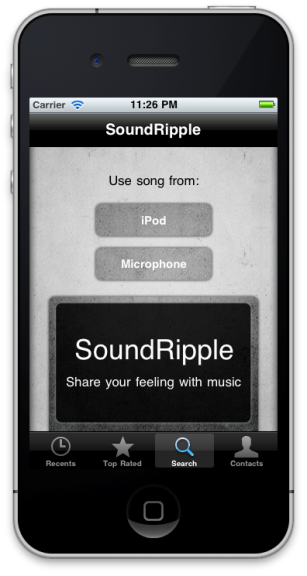 Carrier 11:26 PM
SoundRipple
Use song from:
iPod
Microphone
SoundRipple
Share your feeling with music
Recents Top Rated Search Contacts